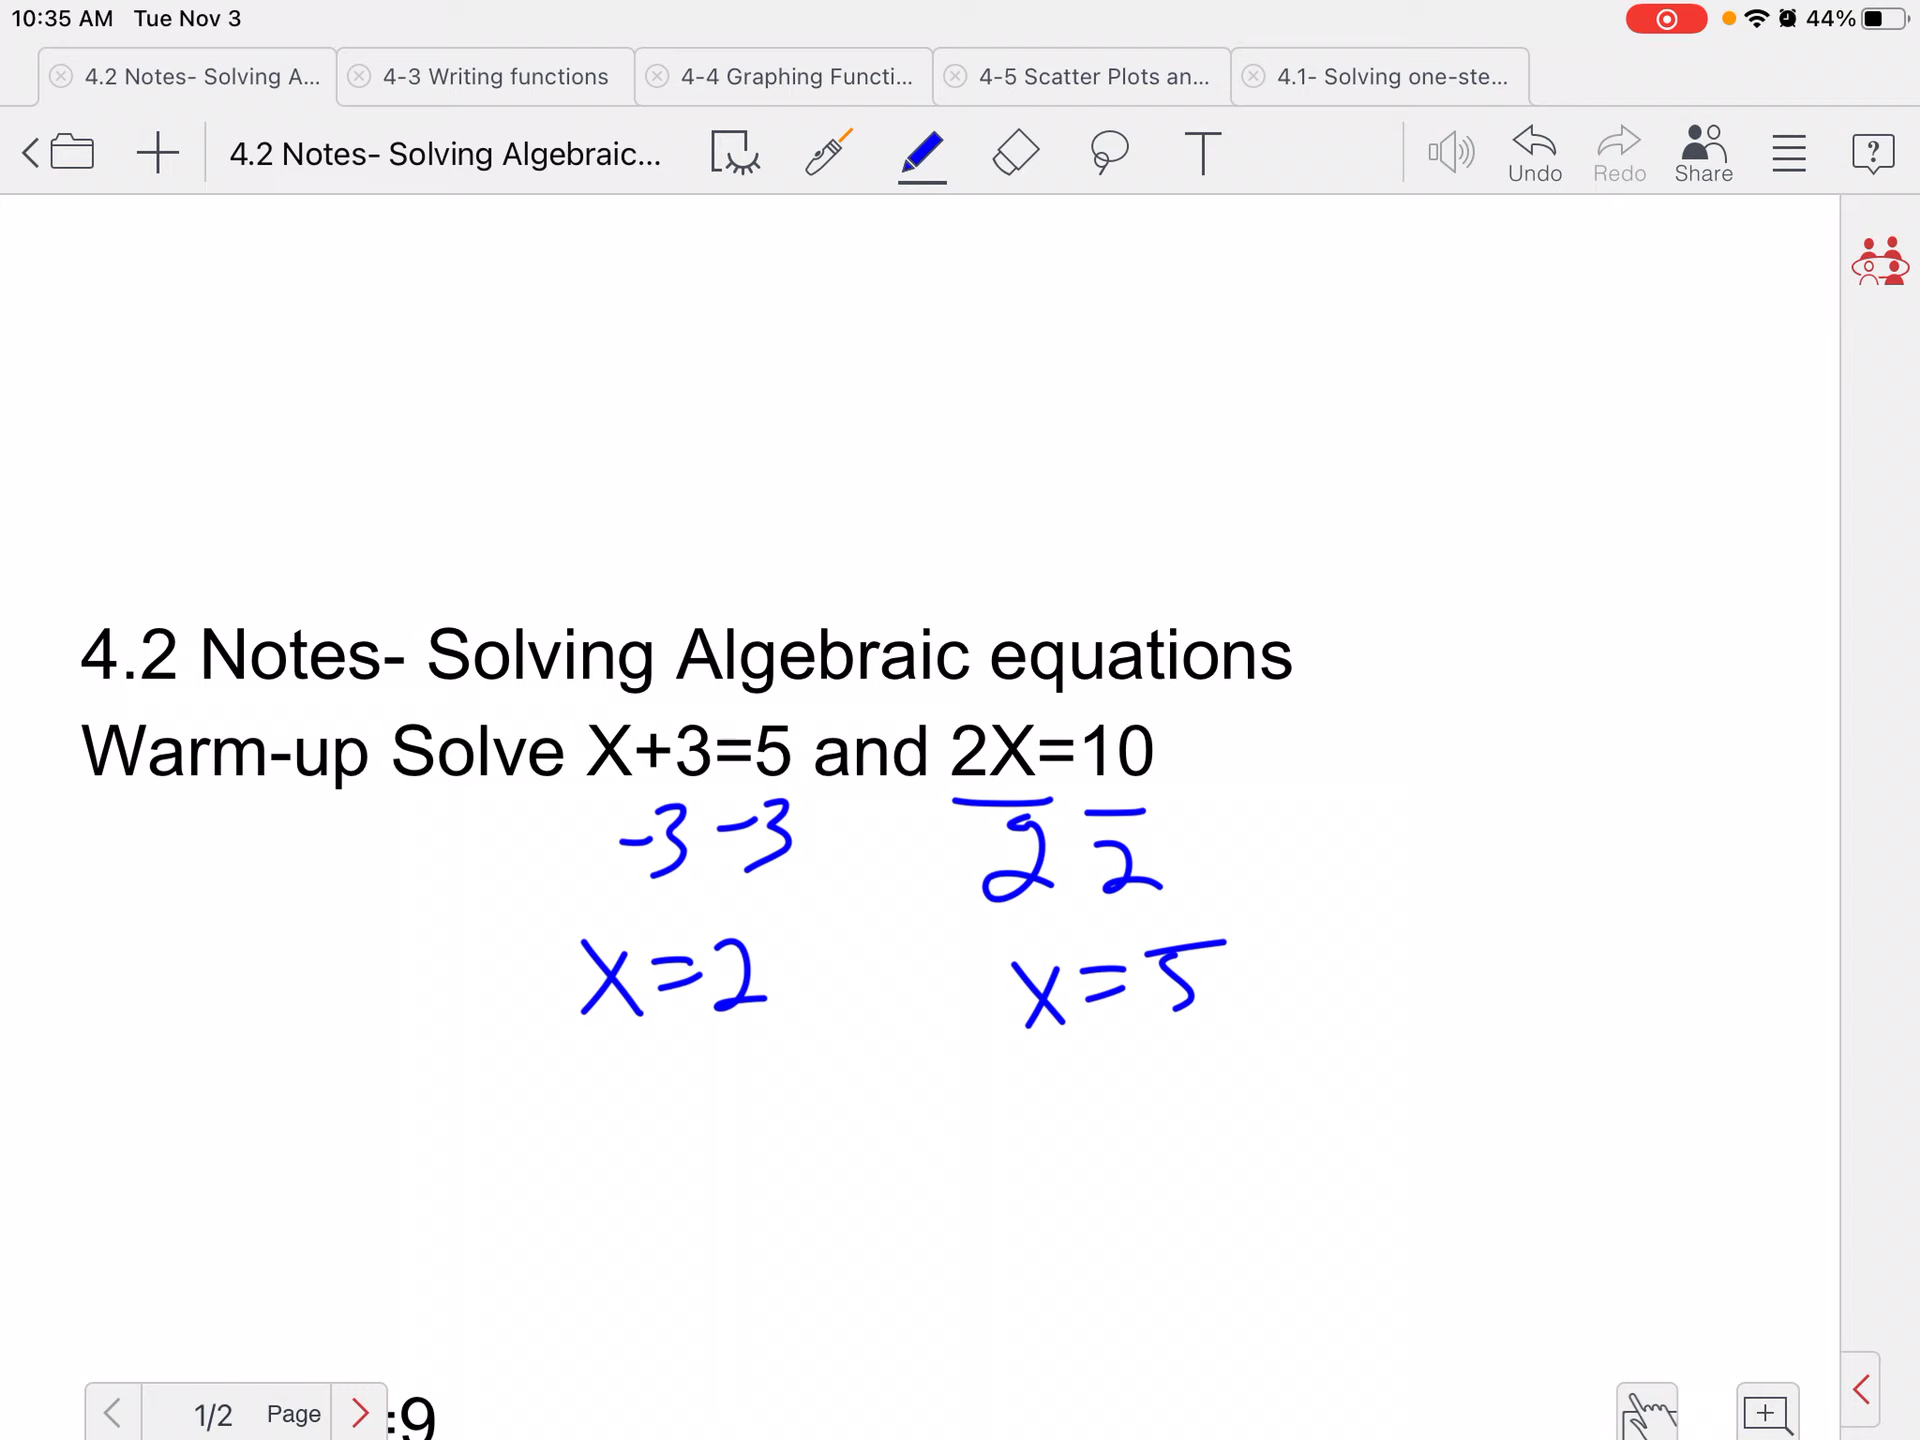 10:35 AM Tue Nov 3 44%
4.2 Notes- Solving A... 4-3 Writing functions 4-4 Graphing Functi... 4-5 Scatter Plots an... 4.1- Solving one-ste...
4.2 Notes- Solving Algebraic... T Undo Redo Share ?
4.2 Notes- Solving Algebraic equations
Warm-up Solve X+3=5 and 2X=10
-3 -3 2 2
x=2 x=5
1/2 Page :9